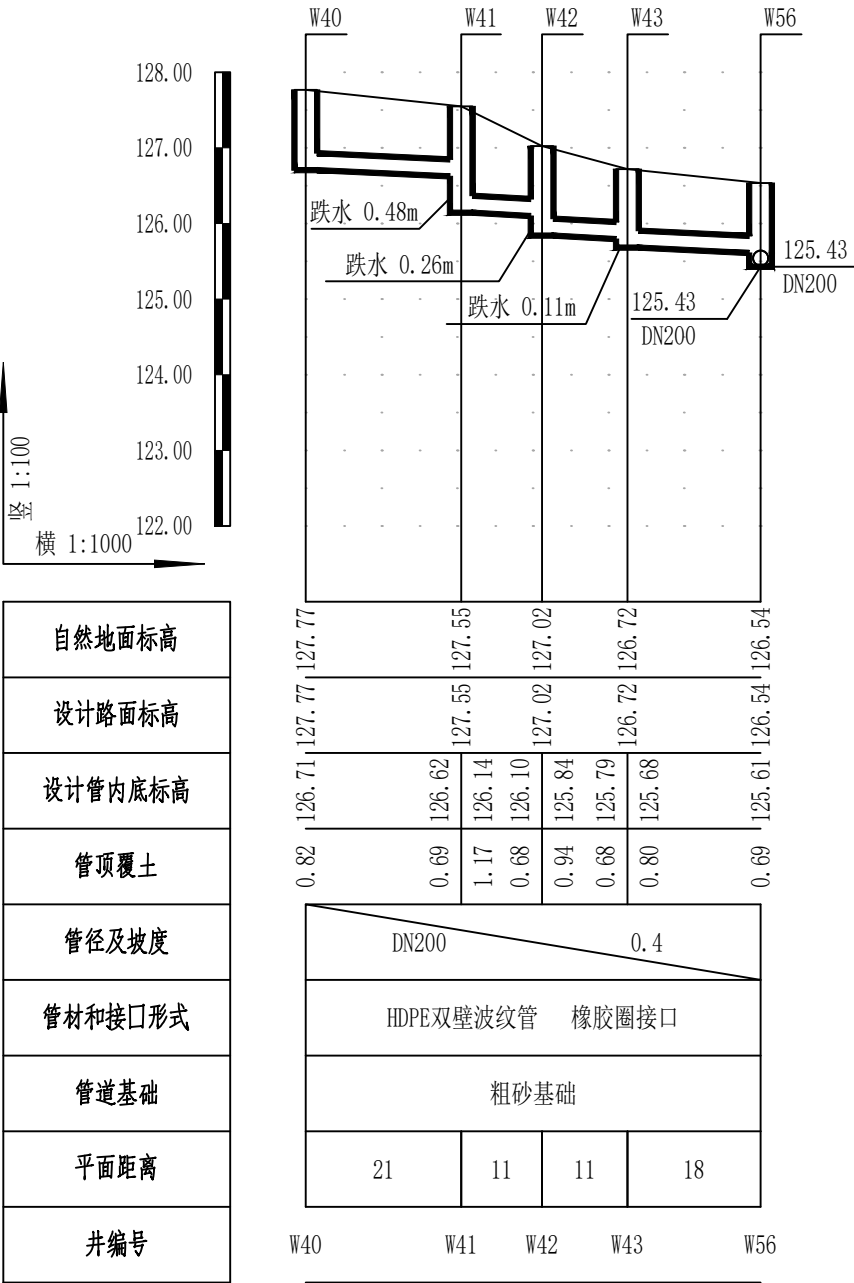 W40 W41 W42 W43 W56
128.00
127.00
126.00
125.00
124.00
123.00
122.00
跌水 0.48m
跌水 0.26m
跌水 0.11m
125.43
DN200
125.43
DN200
竖 1:100
横 1:1000
自然地面标高 127.77 127.55 127.02 126.72 126.54
设计路面标高 127.77 127.55 127.02 126.72 126.54
设计管内底标高 126.71 126.62 126.14 126.10 125.84 125.79 125.68 125.61
管顶覆土 0.82 0.69 1.17 0.68 0.94 0.68 0.80 0.69
管径及坡度 DN200 0.4
管材和接口形式 HDPE双壁波纹管 橡胶圈接口
管道基础 粗砂基础
平面距离 21 11 11 18
井编号 W40 W41 W42 W43 W56